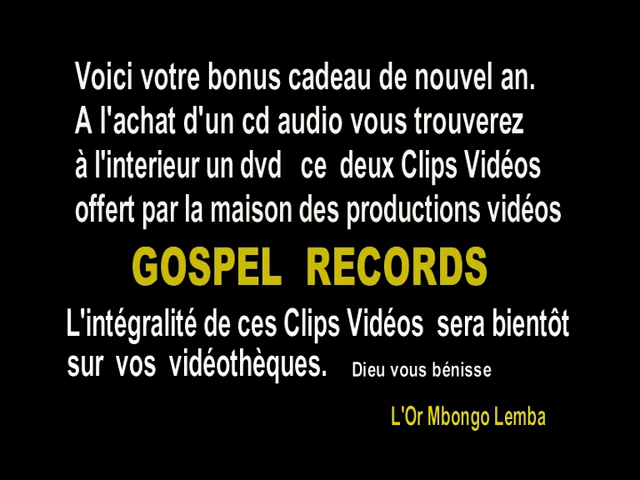 Voici votre bonus cadeau de nouvel an.
A l'achat d'un cd audio vous trouverez
à l'interieur un dvd ce deux Clips Vidéos
offert par la maison des productions vidéos
GOSPEL RECORDS
L'intégralité de ces Clips Vidéos sera bientôt
sur vos vidéothèques. Dieu vous bénisse
L'Or Mbongo Lemba